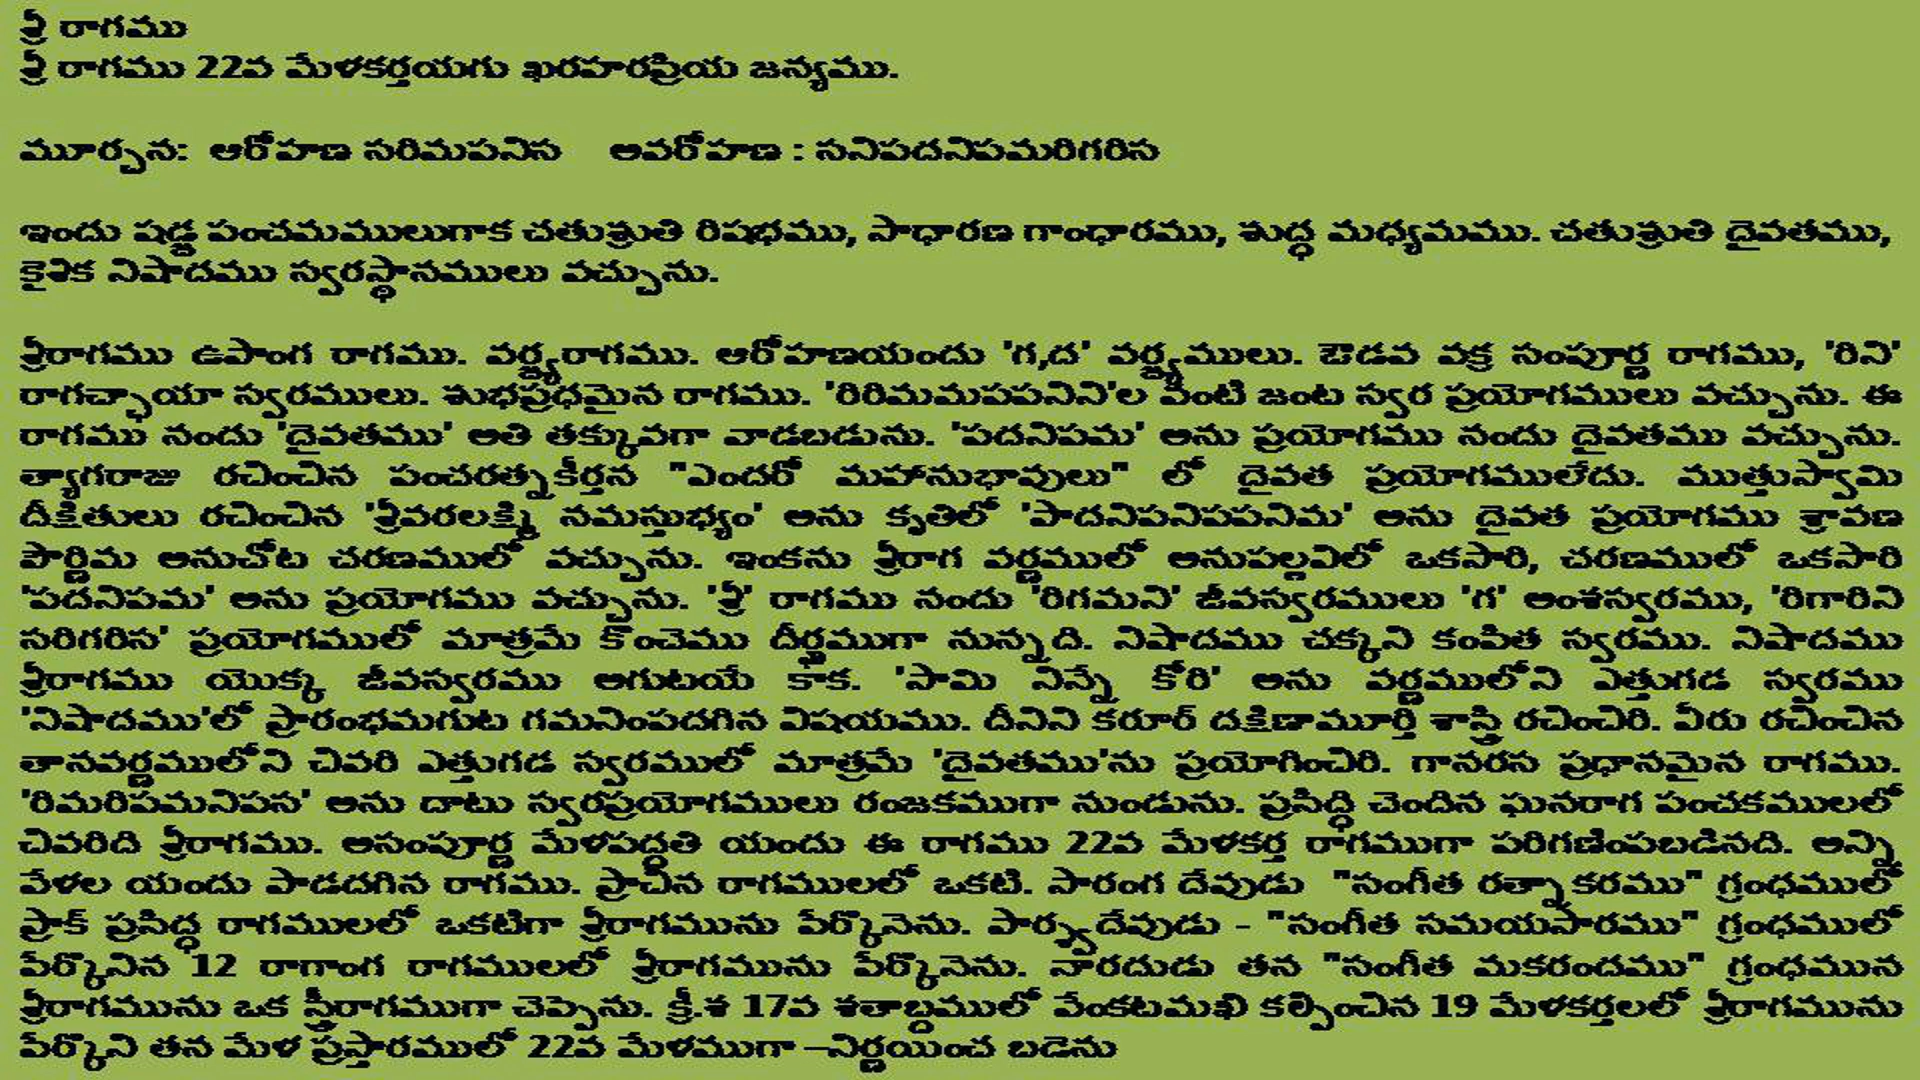 శ్రీ రాగము
శ్రీ రాగము 22వ మేళకర్తయగు ఖరహరప్రియ జన్యము.
మూర్చన: ఆరోహణ సరిమపనిస అవరోహణ : సనిపదనిపమరిగరిస
ఇందు షడ్జ పంచమములుగాక చతుశ్రుతి రిషభము, సాధారణ గాంధారము, శుద్ధ మధ్యమము. చతుశ్రుతి దైవతము,
కైశిక నిషాదము స్వరస్థానములు వచ్చును.
శ్రీరాగము ఉపాంగ రాగము. వర్జ్యరాగము. ఆరోహణయందు 'గ,ద' వర్జ్యములు. ఔడవ వక్ర సంపూర్ణ రాగము, 'రిని'
రాగచ్ఛాయా స్వరములు. శుభప్రధమైన రాగము. 'రిరిమమపపనిని'ల వంటి జంట స్వర ప్రయోగములు వచ్చును. ఈ
రాగము నందు 'దైవతము' అతి తక్కువగా వాడబడును. 'పదనిపమ' అను ప్రయోగము నందు దైవతము వచ్చును.
త్యాగరాజు రచించిన పంచరత్నకీర్తన "ఎందరో మహానుభావులు" లో దైవత ప్రయోగములేదు. ముత్తుస్వామి
దీక్షితులు రచించిన 'శ్రీవరలక్ష్మి నమస్తుభ్యం' అను కృతిలో 'పాదనిపనిపపనిమ' అను దైవత ప్రయోగము శ్రావణ
పౌర్ణిమ అనుచోట చరణములో వచ్చును. ఇంకను శ్రీరాగ వర్ణములో అనుపల్లవిలో ఒకసారి, చరణములో ఒకసారి
'పదనిపమ' అను ప్రయోగము వచ్చును. 'శ్రీ' రాగము నందు 'రిగమని' జీవస్వరములు 'గ' అంశస్వరము, 'రిగారిని
సరిగరిస' ప్రయోగములో మాత్రమే కొంచెము దీర్ఘముగా నున్నది. నిషాదము చక్కని కంపిత స్వరము. నిషాదము
శ్రీరాగము యొక్క జీవస్వరము అగుటయే కాక. 'సామి నిన్నే కోరి' అను వర్ణములోని ఎత్తుగడ స్వరము
'నిషాదము'లో ప్రారంభమగుట గమనింపదగిన విషయము. దీనిని కరూర్ దక్షిణామూర్తి శాస్త్రి రచించిరి. వీరు రచించిన
తానవర్ణములోని చివరి ఎత్తుగడ స్వరములో మాత్రమే 'దైవతము'ను ప్రయోగించిరి. గానరస ప్రధానమైన రాగము.
'రిమరిపమనిపస' అను దాటు స్వరప్రయోగములు రంజకముగా నుండును. ప్రసిద్ధి చెందిన ఘనరాగ పంచకములలో
చివరిది శ్రీరాగము. అసంపూర్ణ మేళపద్ధతి యందు ఈ రాగము 22వ మేళకర్త రాగముగా పరిగణింపబడినది. అన్ని
వేళల యందు పాడదగిన రాగము. ప్రాచీన రాగములలో ఒకటి. సారంగ దేవుడు "సంగీత రత్నాకరము" గ్రంధములో
ప్రాక్ ప్రసిద్ధ రాగములలో ఒకటిగా శ్రీరాగమును పేర్కొనెను. పార్శ్వదేవుడు - "సంగీత సమయసారము" గ్రంధములో
పేర్కొనిన 12 రాగాంగ రాగములలో శ్రీరాగమును పేర్కొనెను. నారదుడు తన "సంగీత మకరందము" గ్రంధమున
శ్రీరాగమును ఒక స్త్రీరాగముగా చెప్పెను. క్రీ.శ 17వ శతాబ్దములో వేంకటమఖి కల్పించిన 19 మేళకర్తలలో శ్రీరాగమును
పేర్కొని తన మేళ ప్రస్తారములో 22వ మేళముగా –నిర్ణయించ బడెను